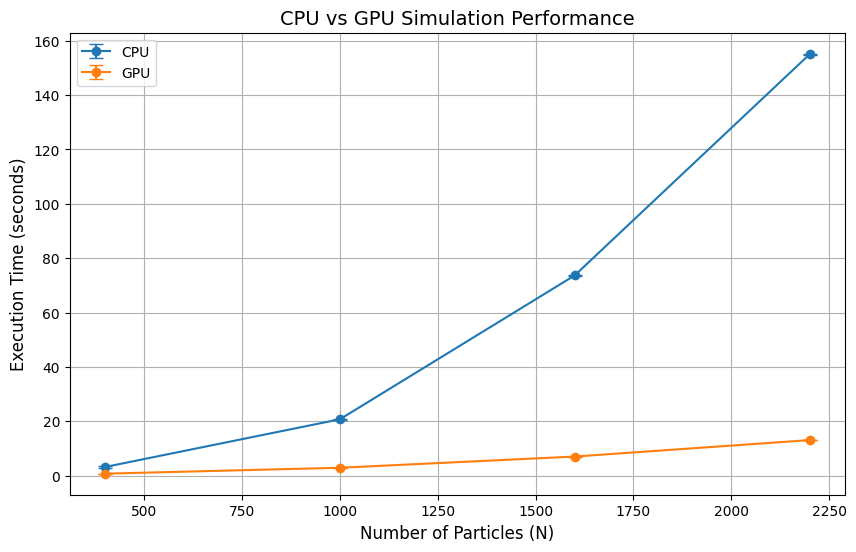 CPU vs GPU Simulation Performance
CPU
GPU
Execution Time (seconds)
160
140
120
100
80
60
40
20
0
500 750 1000 1250 1500 1750 2000 2250
Number of Particles (N)